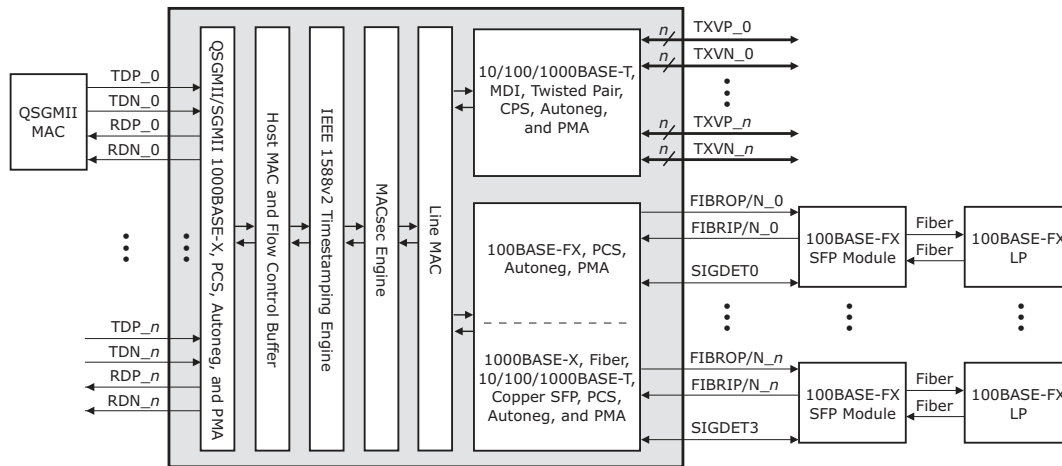 QSGMII
MAC
TDP_0
TDN_0
RDP_0
RDN_0
TDP_n
TDN_n
RDP_n
RDN_n
QSGMII/SGMII 1000BASE-X, PCS, Autoneg, and PMA
Host MAC and Flow Control Buffer
IEEE 1588v2 Timestamping Engine
MACsec Engine
Line MAC
10/100/1000BASE-T,
MDI, Twisted Pair,
CPS, Autoneg,
and PMA
100BASE-FX, PCS,
Autoneg, PMA
1000BASE-X, Fiber,
10/100/1000BASE-T,
Copper SFP, PCS,
Autoneg, and PMA
n TXVP_0
n TXVN_0
n TXVP_n
n TXVN_n
FIBROP/N_0
FIBRIP/N_0
SIGDET0
100BASE-FX
SFP Module
Fiber
Fiber
100BASE-FX
LP
FIBROP/N_n
FIBRIP/N_n
SIGDET3
100BASE-FX
SFP Module
Fiber
Fiber
100BASE-FX
LP